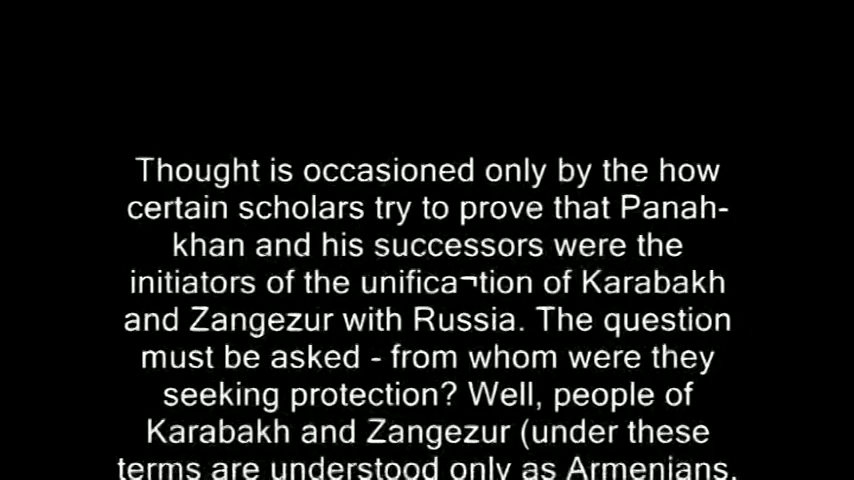 Thought is occasioned only by the how
certain scholars try to prove that Panah-
khan and his successors were the
initiators of the unifica¬tion of Karabakh
and Zangezur with Russia. The question
must be asked - from whom were they
seeking protection? Well, people of
Karabakh and Zangezur (under these
terms are understood only as Armenians,